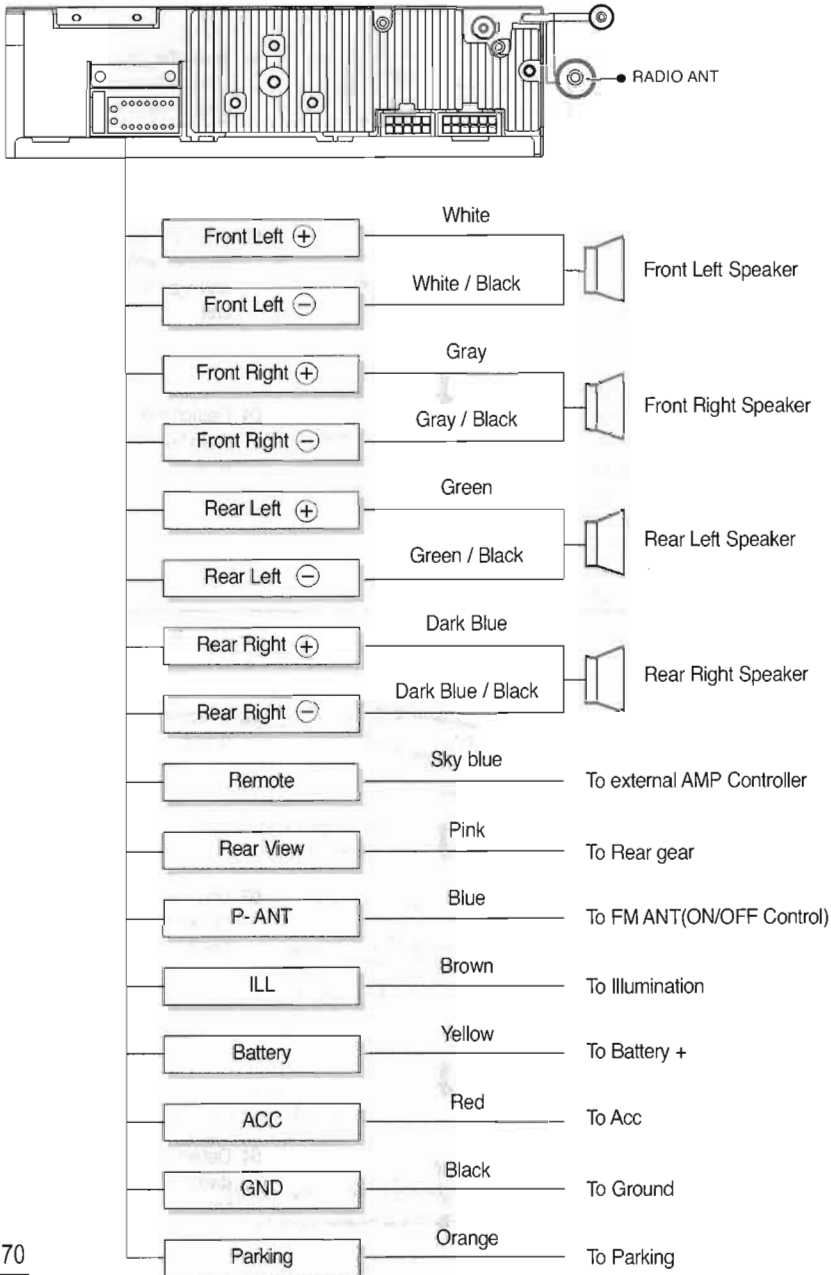 RADIO ANT
Front Left ⊕ White
Front Left Speaker
Front Left ⊖ White / Black
Front Right ⊕ Gray
Front Right Speaker
Front Right ⊖ Gray / Black
Rear Left ⊕ Green
Rear Left Speaker
Rear Left ⊖ Green / Black
Rear Right ⊕ Dark Blue
Rear Right Speaker
Rear Right ⊖ Dark Blue / Black
Remote Sky blue To external AMP Controller
Rear View Pink To Rear gear
P- ANT Blue To FM ANT(ON/OFF Control)
ILL Brown To Illumination
Battery Yellow To Battery +
ACC Red To Acc
GND Black To Ground
Parking Orange To Parking
70